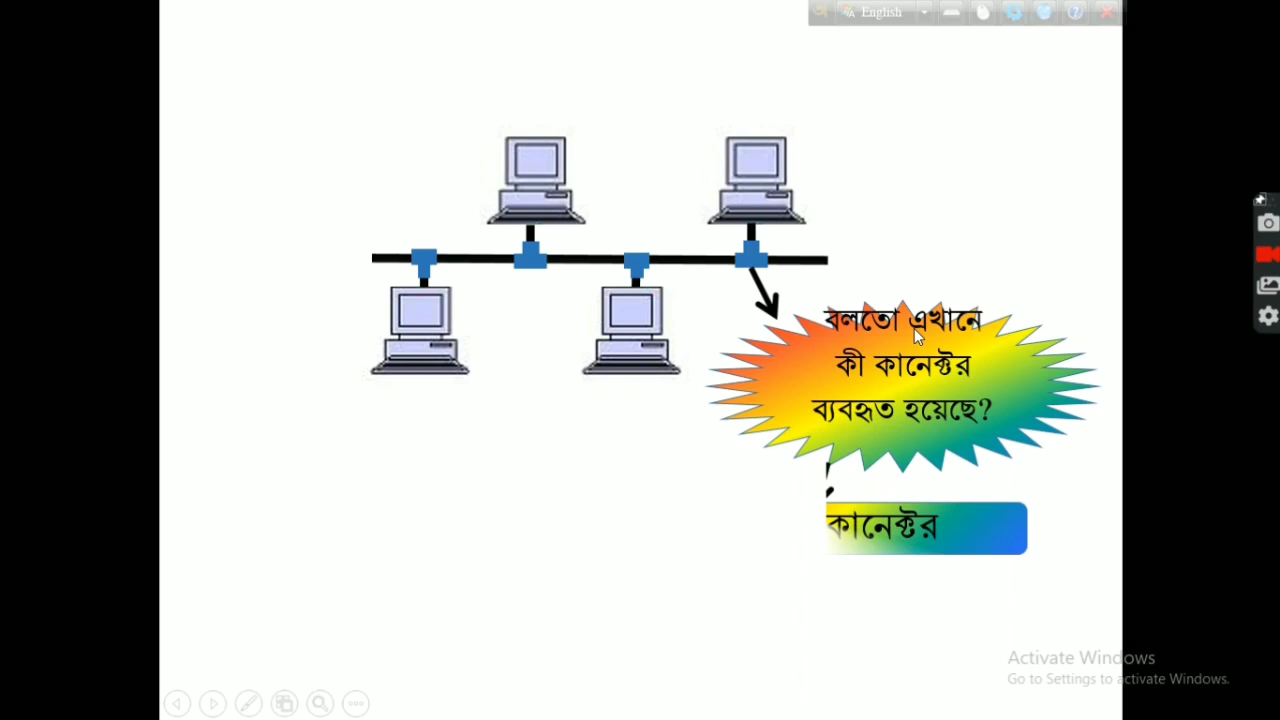 English
বলতো এখানে
কী কানেক্টর
ব্যবহৃত হয়েছে?
কানেক্টর
Activate Windows
Go to Settings to activate Windows.